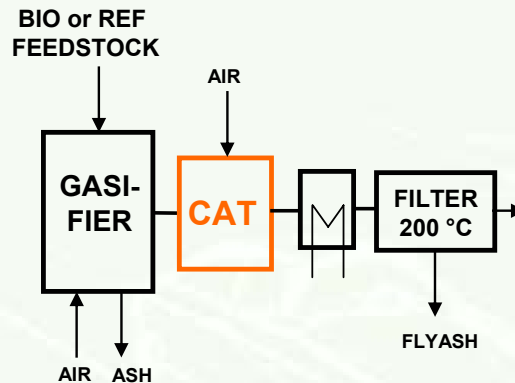 BIO or REF
FEEDSTOCK
AIR
GASI-
FIER
CAT
FILTER
200 °C
FLYASH
AIR
ASH